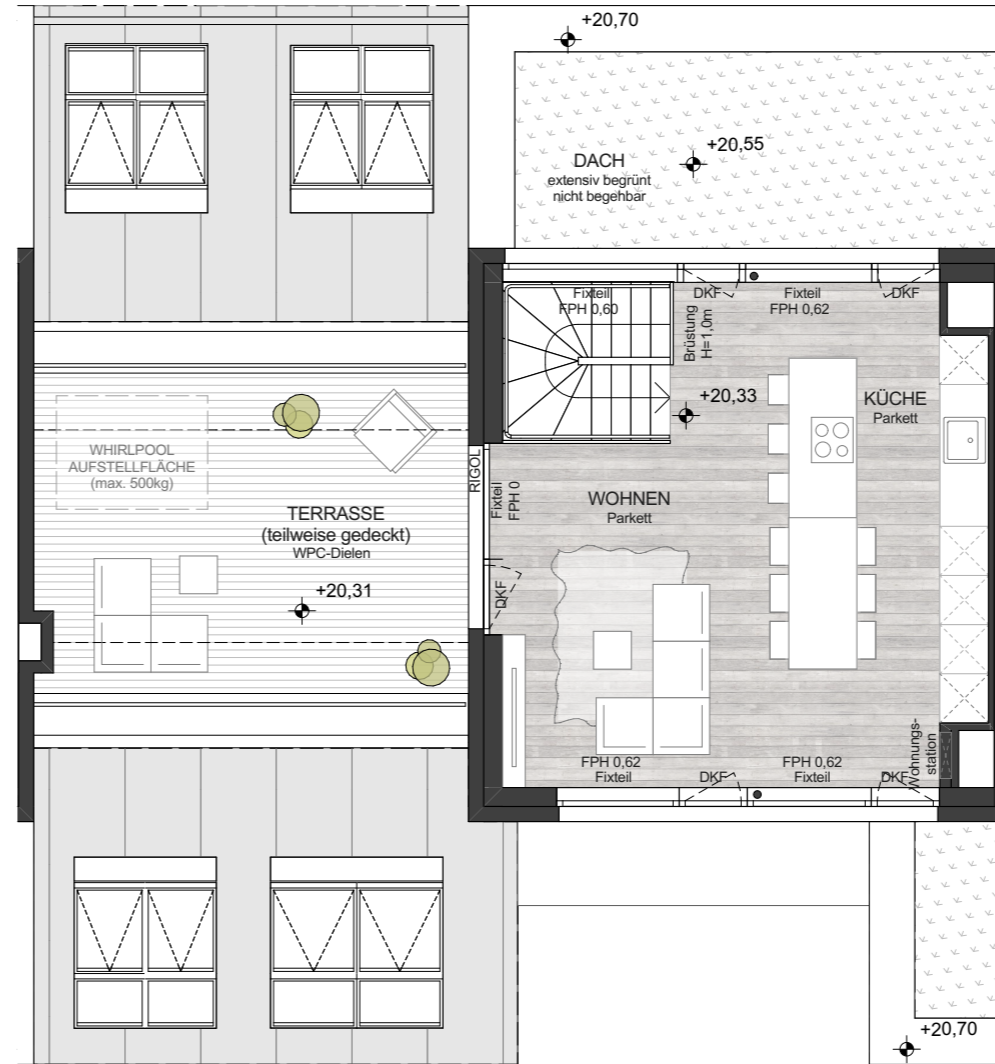 +20,70
+20,55
DACH
extensiv begrünt
nicht begehbar
Fixteil
FPH 0,60
DKF
Fixteil
FPH 0,62
DKF
Brüstung
H=1,0m
+20,33
KÜCHE
Parkett
WHIRLPOOL
AUFSTELLFLÄCHE
(max. 500kg)
RIGOL
Fixteil
FPH 0
WOHNEN
Parkett
TERRASSE
(teilweise gedeckt)
WPC-Dielen
+20,31
DKF
FPH 0,62
Fixteil
DKF
FPH 0,62
Fixteil
DKF
Wohnungs-
station
+20,70